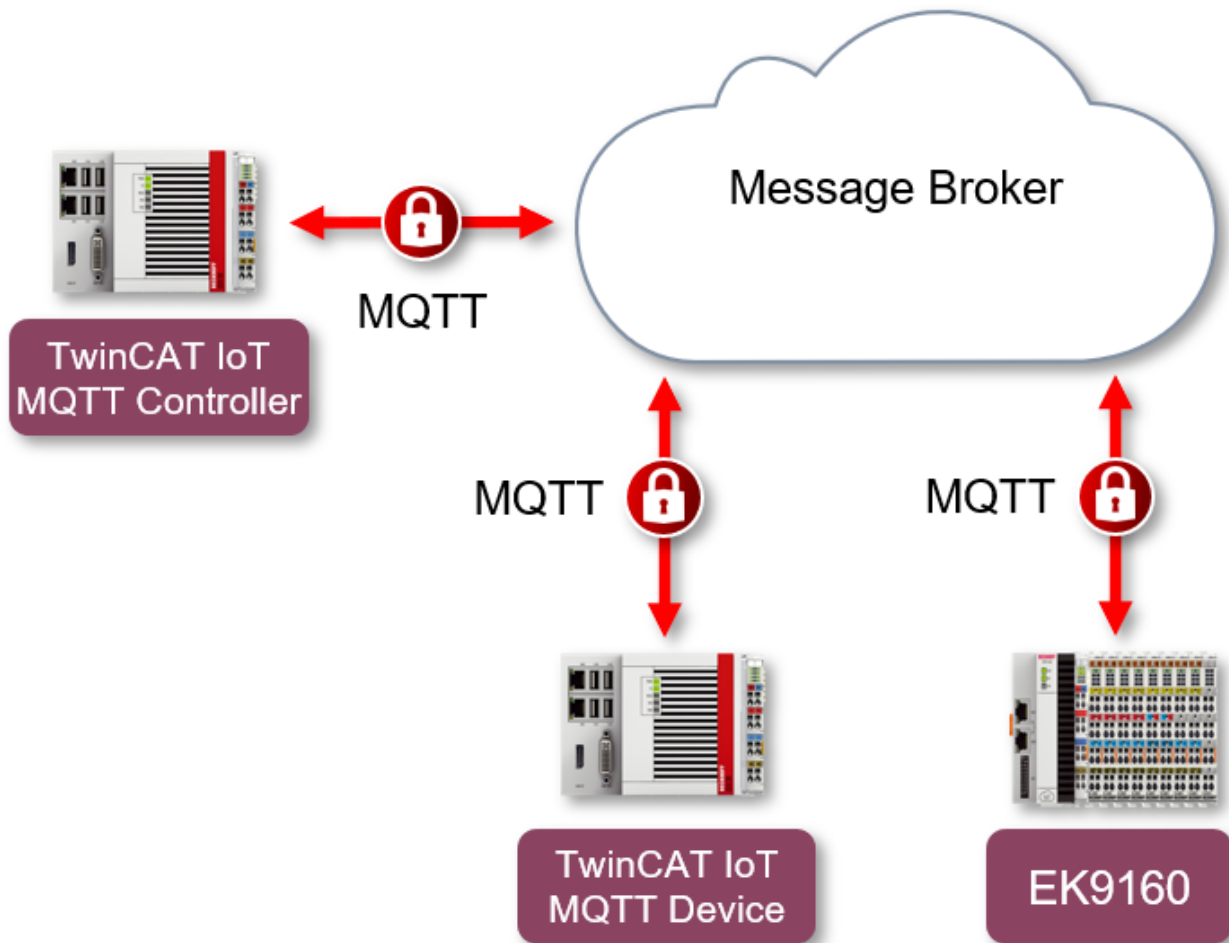 Message Broker
MQTT
TwinCAT IoT
MQTT Controller
MQTT
MQTT
TwinCAT IoT
MQTT Device
EK9160